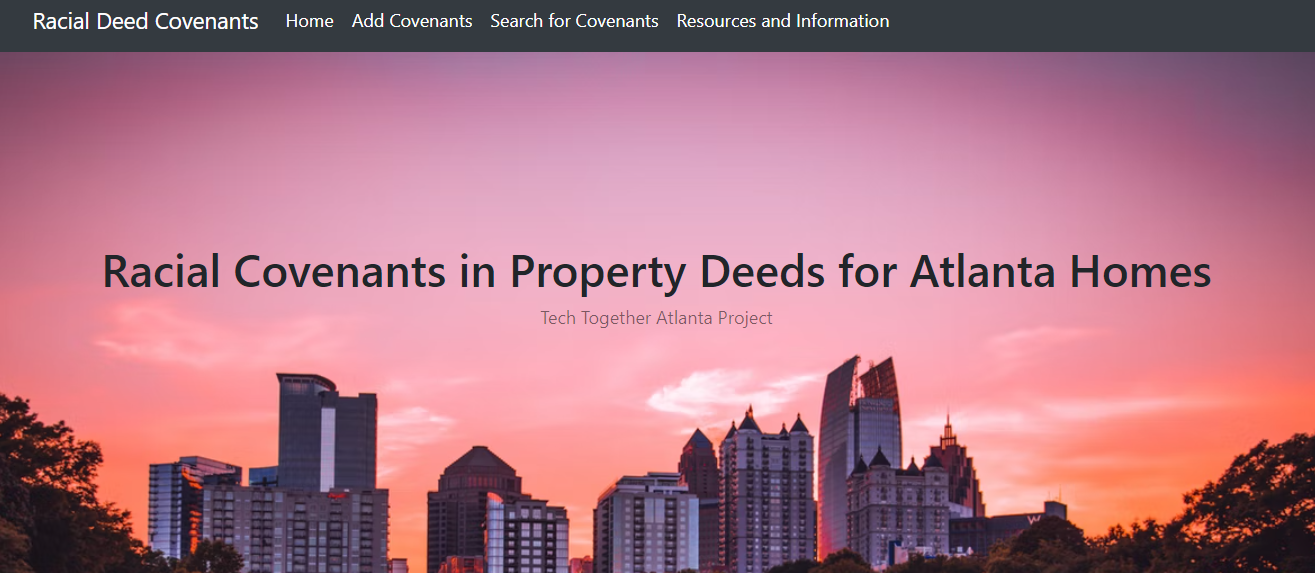 Racial Deed Covenants Home Add Covenants Search for Covenants Resources and Information
Racial Covenants in Property Deeds for Atlanta Homes
Tech Together Atlanta Project
W